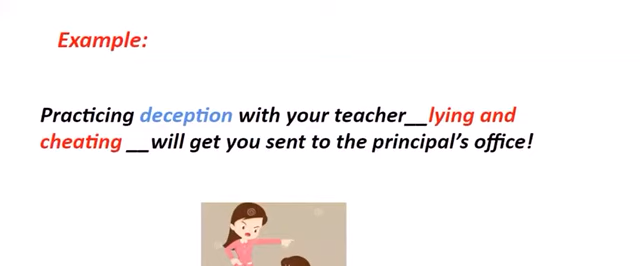 Example:
Practicing deception with your teacher__lying and
cheating __will get you sent to the principal’s office!